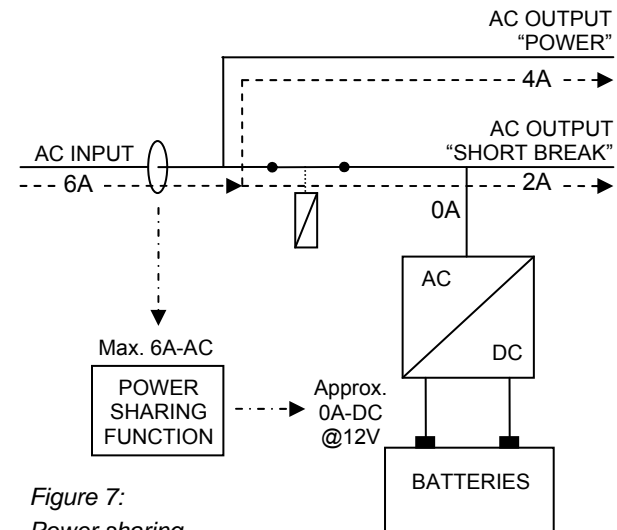 AC OUTPUT
“POWER”
4A
AC OUTPUT
“SHORT BREAK”
AC INPUT
6A
2A
0A
AC
DC
Max. 6A-AC
POWER
SHARING
FUNCTION
Approx.
0A-DC
@12V
BATTERIES
Figure 7:
Power sharing